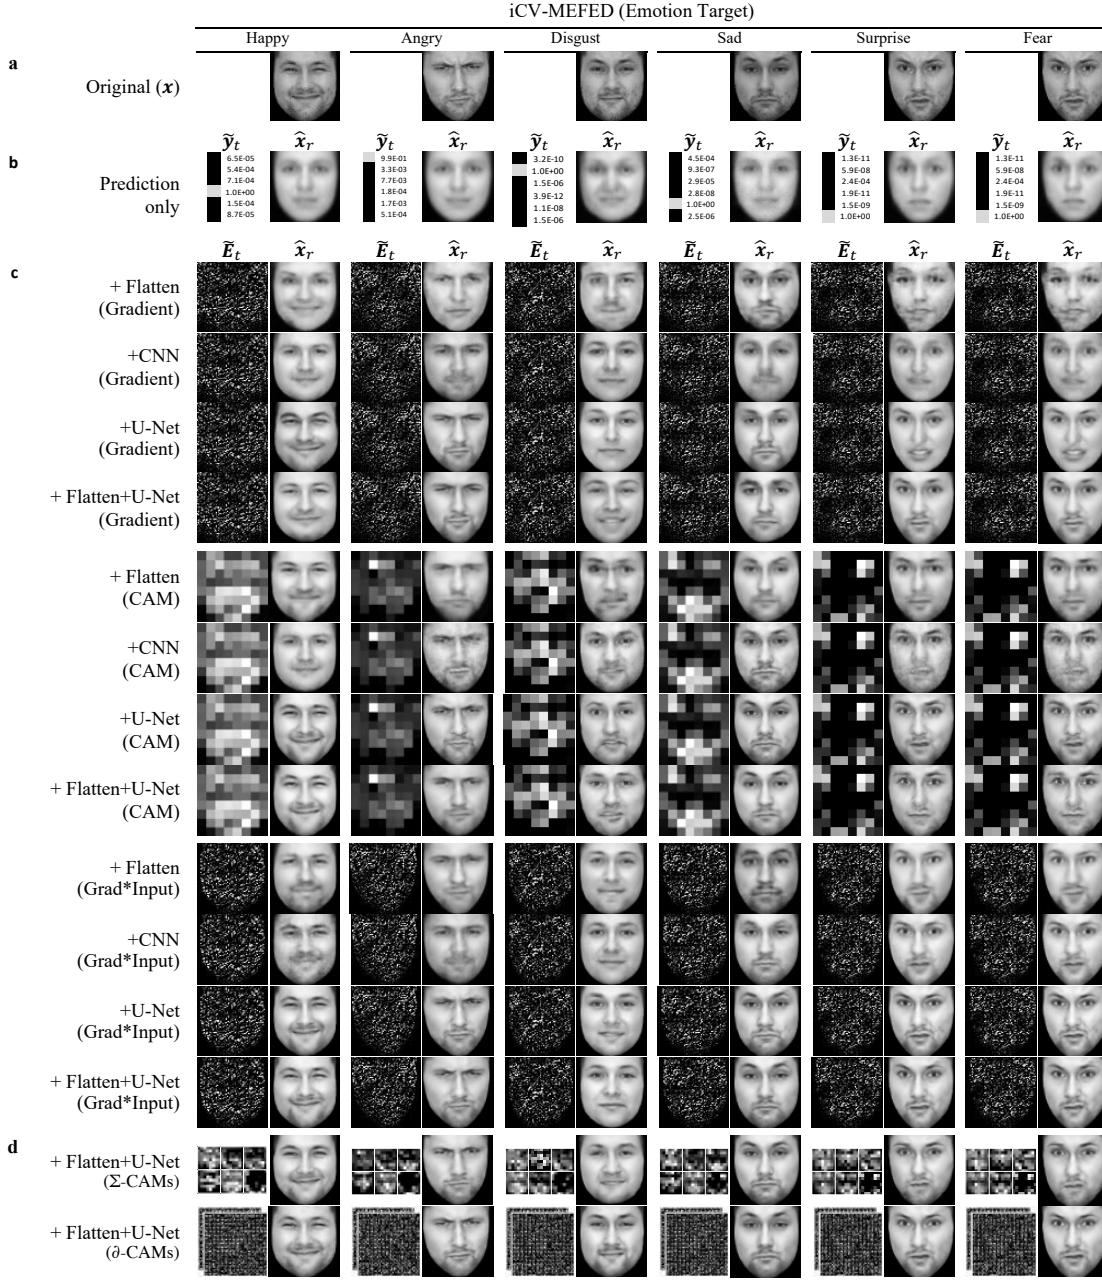 iCV-MEFED (Emotion Target)
Happy Angry Disgust Sad Surprise Fear
a
Original (x)
ỹt x̂r ỹt x̂r ỹt x̂r ỹt x̂r ỹt x̂r ỹt x̂r
b
Prediction only
6.5E-05 9.9E-01 3.2E-10 4.5E-04 1.3E-11 1.3E-11
5.4E-04 3.3E-03 1.0E+00 9.3E-07 5.9E-08 5.9E-08
7.1E-04 7.7E-03 1.5E-06 2.9E-05 2.4E-04 2.4E-04
1.0E+00 1.8E-04 3.9E-12 2.8E-08 1.9E-11 1.9E-11
1.5E-04 1.7E-03 1.1E-08 1.0E+00 1.5E-09 1.5E-09
8.7E-05 5.1E-04 1.5E-06 2.5E-06 1.0E+00 1.0E+00
Ẽt x̂r Ẽt x̂r Ẽt x̂r Ẽt x̂r Ẽt x̂r Ẽt x̂r
c
+ Flatten
(Gradient)
+CNN
(Gradient)
+U-Net
(Gradient)
+ Flatten+U-Net
(Gradient)
+ Flatten
(CAM)
+CNN
(CAM)
+U-Net
(CAM)
+ Flatten+U-Net
(CAM)
+ Flatten
(Grad*Input)
+CNN
(Grad*Input)
+U-Net
(Grad*Input)
+ Flatten+U-Net
(Grad*Input)
d
+ Flatten+U-Net
(Σ-CAMs)
+ Flatten+U-Net
(∂-CAMs)